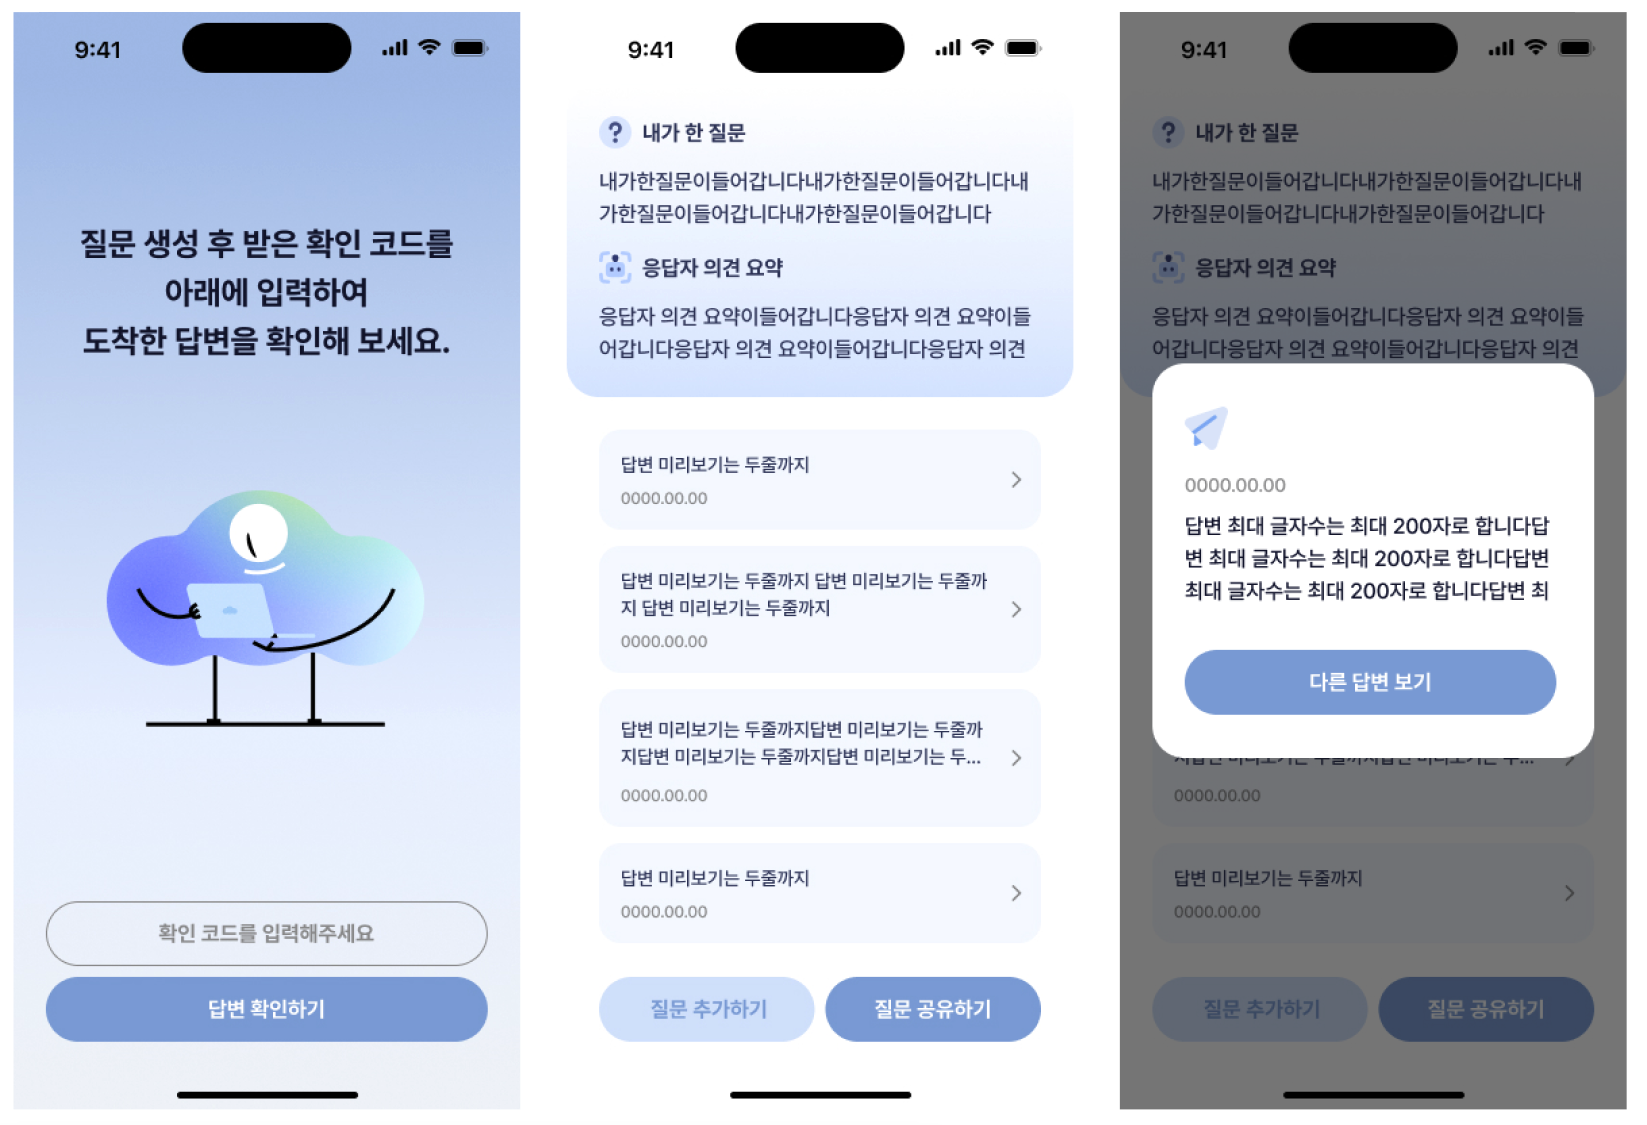 9:41
질문 생성 후 받은 확인 코드를
아래에 입력하여
도착한 답변을 확인해 보세요.
확인 코드를 입력해주세요
답변 확인하기
9:41
? 내가 한 질문
내가한질문이들어갑니다내가한질문이들어갑니다내
가한질문이들어갑니다내가한질문이들어갑니다
응답자 의견 요약
응답자 의견 요약이들어갑니다응답자 의견 요약이들
어갑니다응답자 의견 요약이들어갑니다응답자 의견
답변 미리보기는 두줄까지
0000.00.00
답변 미리보기는 두줄까지 답변 미리보기는 두줄까
지 답변 미리보기는 두줄까지
0000.00.00
답변 미리보기는 두줄까지답변 미리보기는 두줄까
지답변 미리보기는 두줄까지답변 미리보기는 두...
0000.00.00
답변 미리보기는 두줄까지
0000.00.00
질문 추가하기
질문 공유하기
9:41
? 내가 한 질문
내가한질문이들어갑니다내가한질문이들어갑니다내
가한질문이들어갑니다내가한질문이들어갑니다
응답자 의견 요약
응답자 의견 요약이들어갑니다응답자 의견 요약이들
어갑니다응답자 의견 요약이들어갑니다응답자 의견
0000.00.00
답변 최대 글자수는 최대 200자로 합니다답
변 최대 글자수는 최대 200자로 합니다답변
최대 글자수는 최대 200자로 합니다답변 최
다른 답변 보기
지답변 미리보기는 두줄까지답변 미리보기는 두...
0000.00.00
답변 미리보기는 두줄까지
0000.00.00
질문 추가하기
질문 공유하기